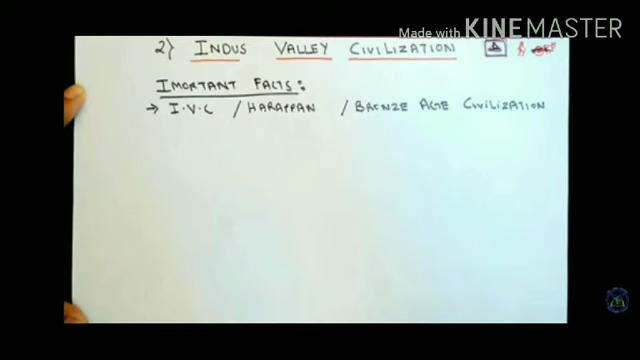 Made with KINEMASTER
2} INDUS VALLEY CIVILIZATION
IMORTANT FACTS:
→ I.V.C / HARAPPAN / BRONZE AGE CIVILIZATION